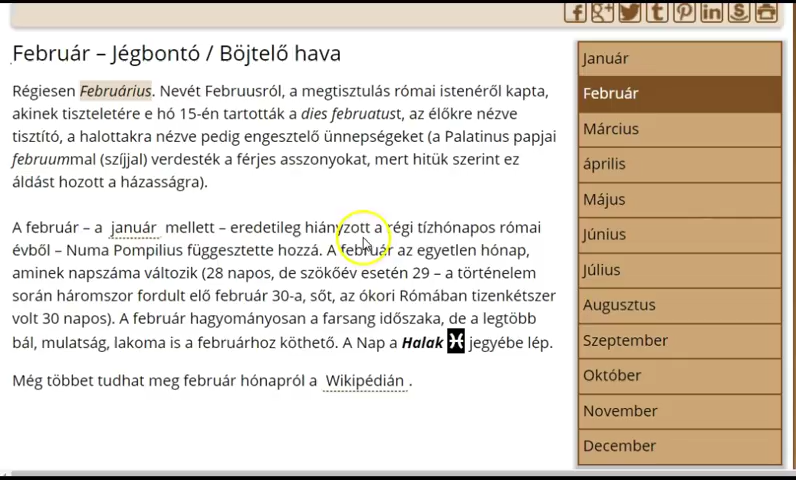 Február – Jégbontó / Böjtelő hava
Régiesen Februárius. Nevét Februusról, a megtisztulás római istenéről kapta,
akinek tiszteletére e hó 15-én tartották a dies februatust, az élőkre nézve
tisztító, a halottakra nézve pedig engesztelő ünnepségeket (a Palatinus papjai
februummal (szíjjal) verdesték a férjes asszonyokat, mert hitük szerint ez
áldást hozott a házasságra).
A február – a január mellett – eredetileg hiányzott a régi tízhónapos római
évből – Numa Pompilius függesztette hozzá. A február az egyetlen hónap,
aminek napszáma változik (28 napos, de szökőév esetén 29 – a történelem
során háromszor fordult elő február 30-a, sőt, az ókori Rómában tizenkétszer
volt 30 napos). A február hagyományosan a farsang időszaka, de a legtöbb
bál, mulatság, lakoma is a februárhoz köthető. A Nap a Halak ♓ jegyébe lép.
Még többet tudhat meg február hónapról a Wikipédián .
Január
Február
Március
április
Május
Június
Július
Augusztus
Szeptember
Október
November
December